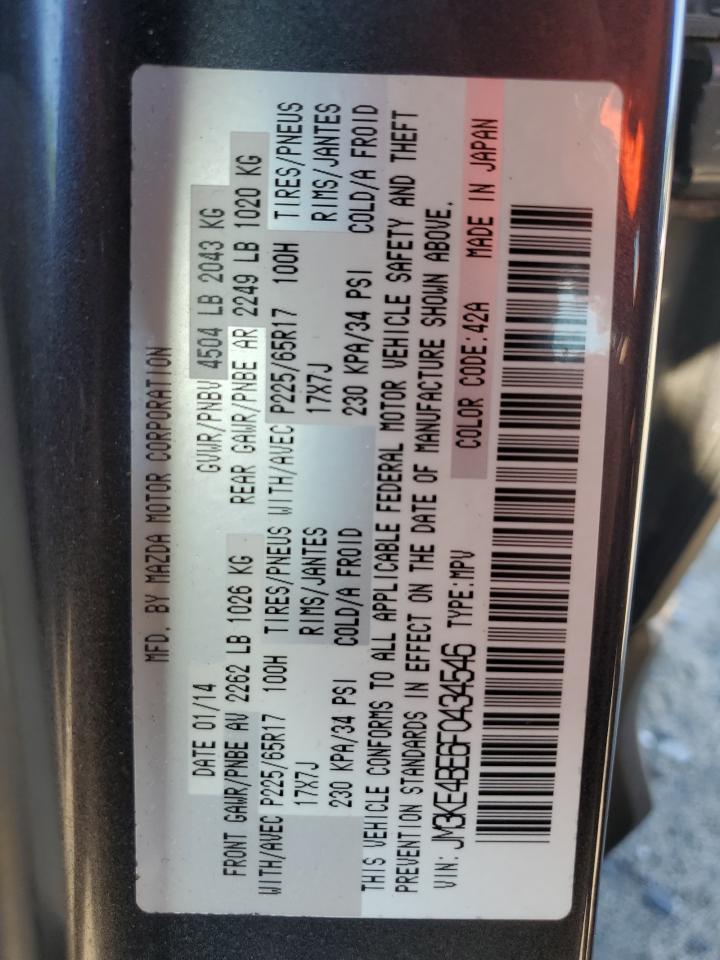 MFD. BY MAZDA MOTOR CORPORATION
DATE 01/14 GVWR/PNBV 4504 LB 2043 KG
FRONT GAWR/PNBE AV 2262 LB 1026 KG REAR GAWR/PNBE AR 2249 LB 1020 KG
WITH/AVEC P225/65R17 100H TIRES/PNEUS WITH/AVEC P225/65R17 100H TIRES/PNEUS
17X7J RIMS/JANTES 17X7J RIMS/JANTES
230 KPA/34 PSI COLD/A FROID 230 KPA/34 PSI COLD/A FROID
THIS VEHICLE CONFORMS TO ALL APPLICABLE FEDERAL MOTOR VEHICLE SAFETY AND THEFT
PREVENTION STANDARDS IN EFFECT ON THE DATE OF MANUFACTURE SHOWN ABOVE.
VIN: JM3KE4BE6F0434546 TYPE:MPV COLOR CODE:42A MADE IN JAPAN